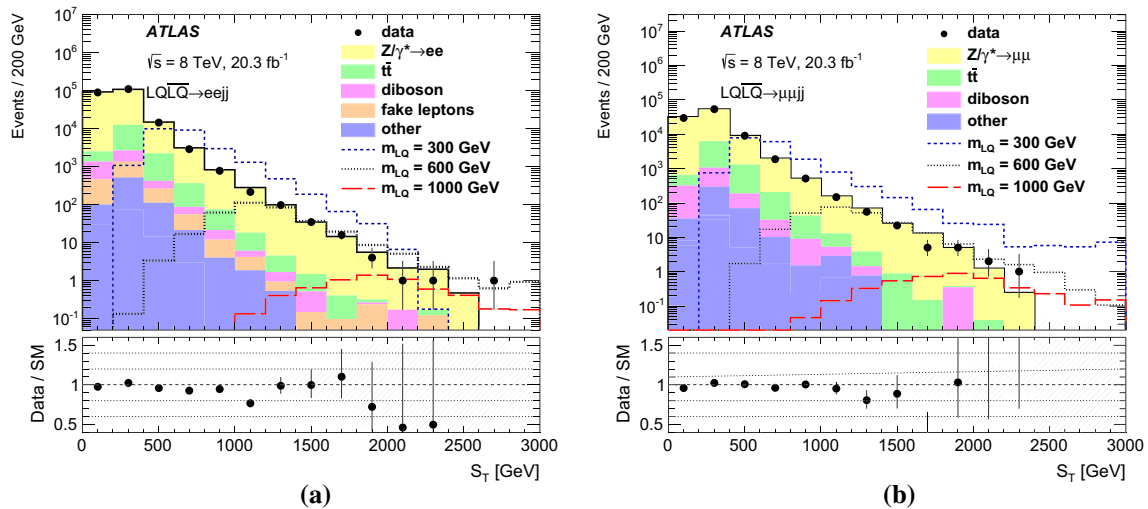 ATLAS
√s = 8 TeV, 20.3 fb⁻¹
LQL̅Q̅→eejj
data
Z/γ*→ee
tt̄
diboson
fake leptons
other
m_LQ = 300 GeV
m_LQ = 600 GeV
m_LQ = 1000 GeV
Events / 200 GeV
10⁷
10⁶
10⁵
10⁴
10³
10²
10
1
10⁻¹
Data / SM
1.5
1
0.5
0 500 1000 1500 2000 2500 3000
S_T [GeV]
(a)
ATLAS
√s = 8 TeV, 20.3 fb⁻¹
LQL̅Q̅→μμjj
data
Z/γ*→μμ
tt̄
diboson
other
m_LQ = 300 GeV
m_LQ = 600 GeV
m_LQ = 1000 GeV
Events / 200 GeV
10⁷
10⁶
10⁵
10⁴
10³
10²
10
1
10⁻¹
Data / SM
1.5
1
0.5
0 500 1000 1500 2000 2500 3000
S_T [GeV]
(b)